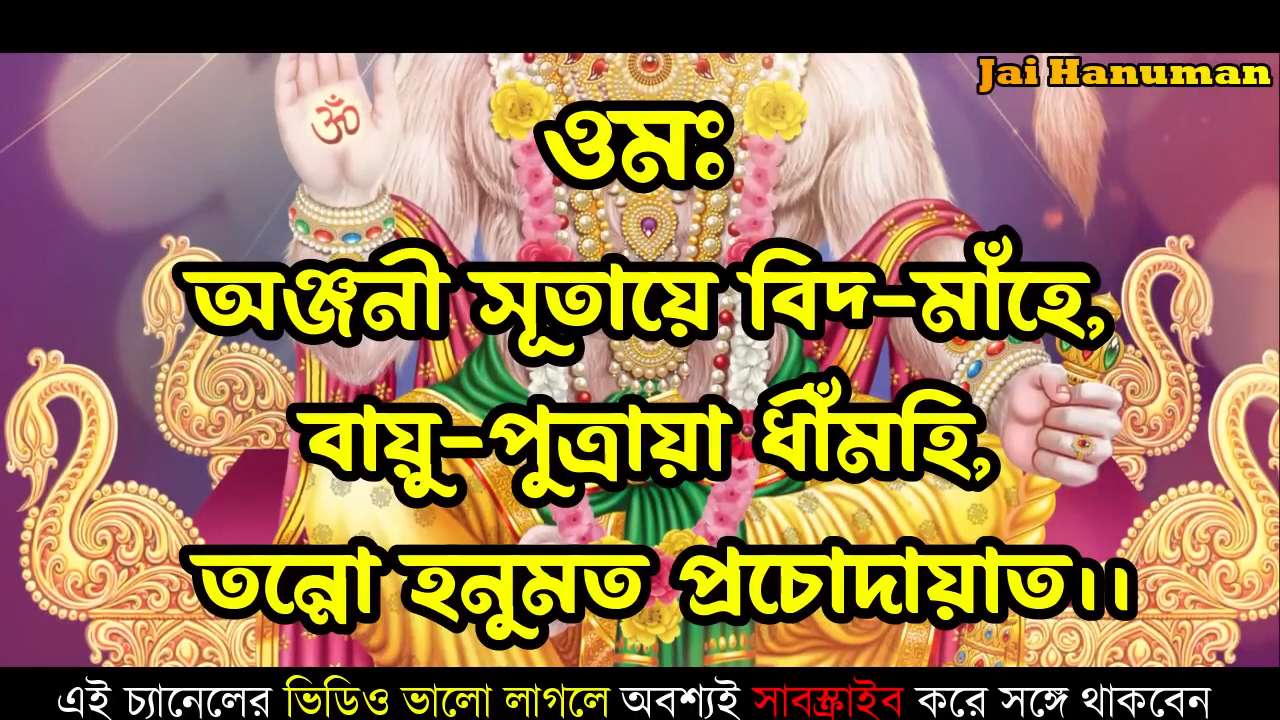 Jai Hanuman
ওমঃ
অঞ্জনী সূতায়ে বিদ-মাঁহে,
বায়ু-পুত্রায়া ধীঁমহি,
তন্নো হনুমত প্রচোদায়াত৷৷
এই চ্যানেলের ভিডিও ভালো লাগলে অবশ্যই সাবস্ক্রাইব করে সঙ্গে থাকবেন
ॐ